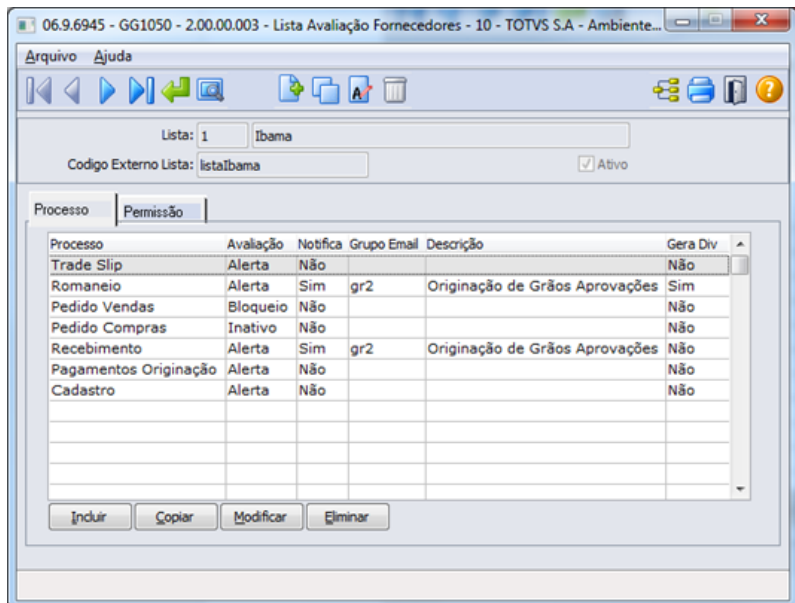 06.9.6945 - GG1050 - 2.00.00.003 - Lista Avaliação Fornecedores - 10 - TOTVS S.A - Ambiente...
Arquivo Ajuda
Lista: 1 Ibama
Codigo Externo Lista: listaIbama Ativo
Processo Permissão
Processo Avaliação Notifica Grupo Email Descrição Gera Div
Trade Slip Alerta Não Não
Romaneio Alerta Sim gr2 Originação de Grãos Aprovações Sim
Pedido Vendas Bloqueio Não Não
Pedido Compras Inativo Não Não
Recebimento Alerta Sim gr2 Originação de Grãos Aprovações Não
Pagamentos Originação Alerta Não Não
Cadastro Alerta Não Não
Incluir Copiar Modificar Eliminar